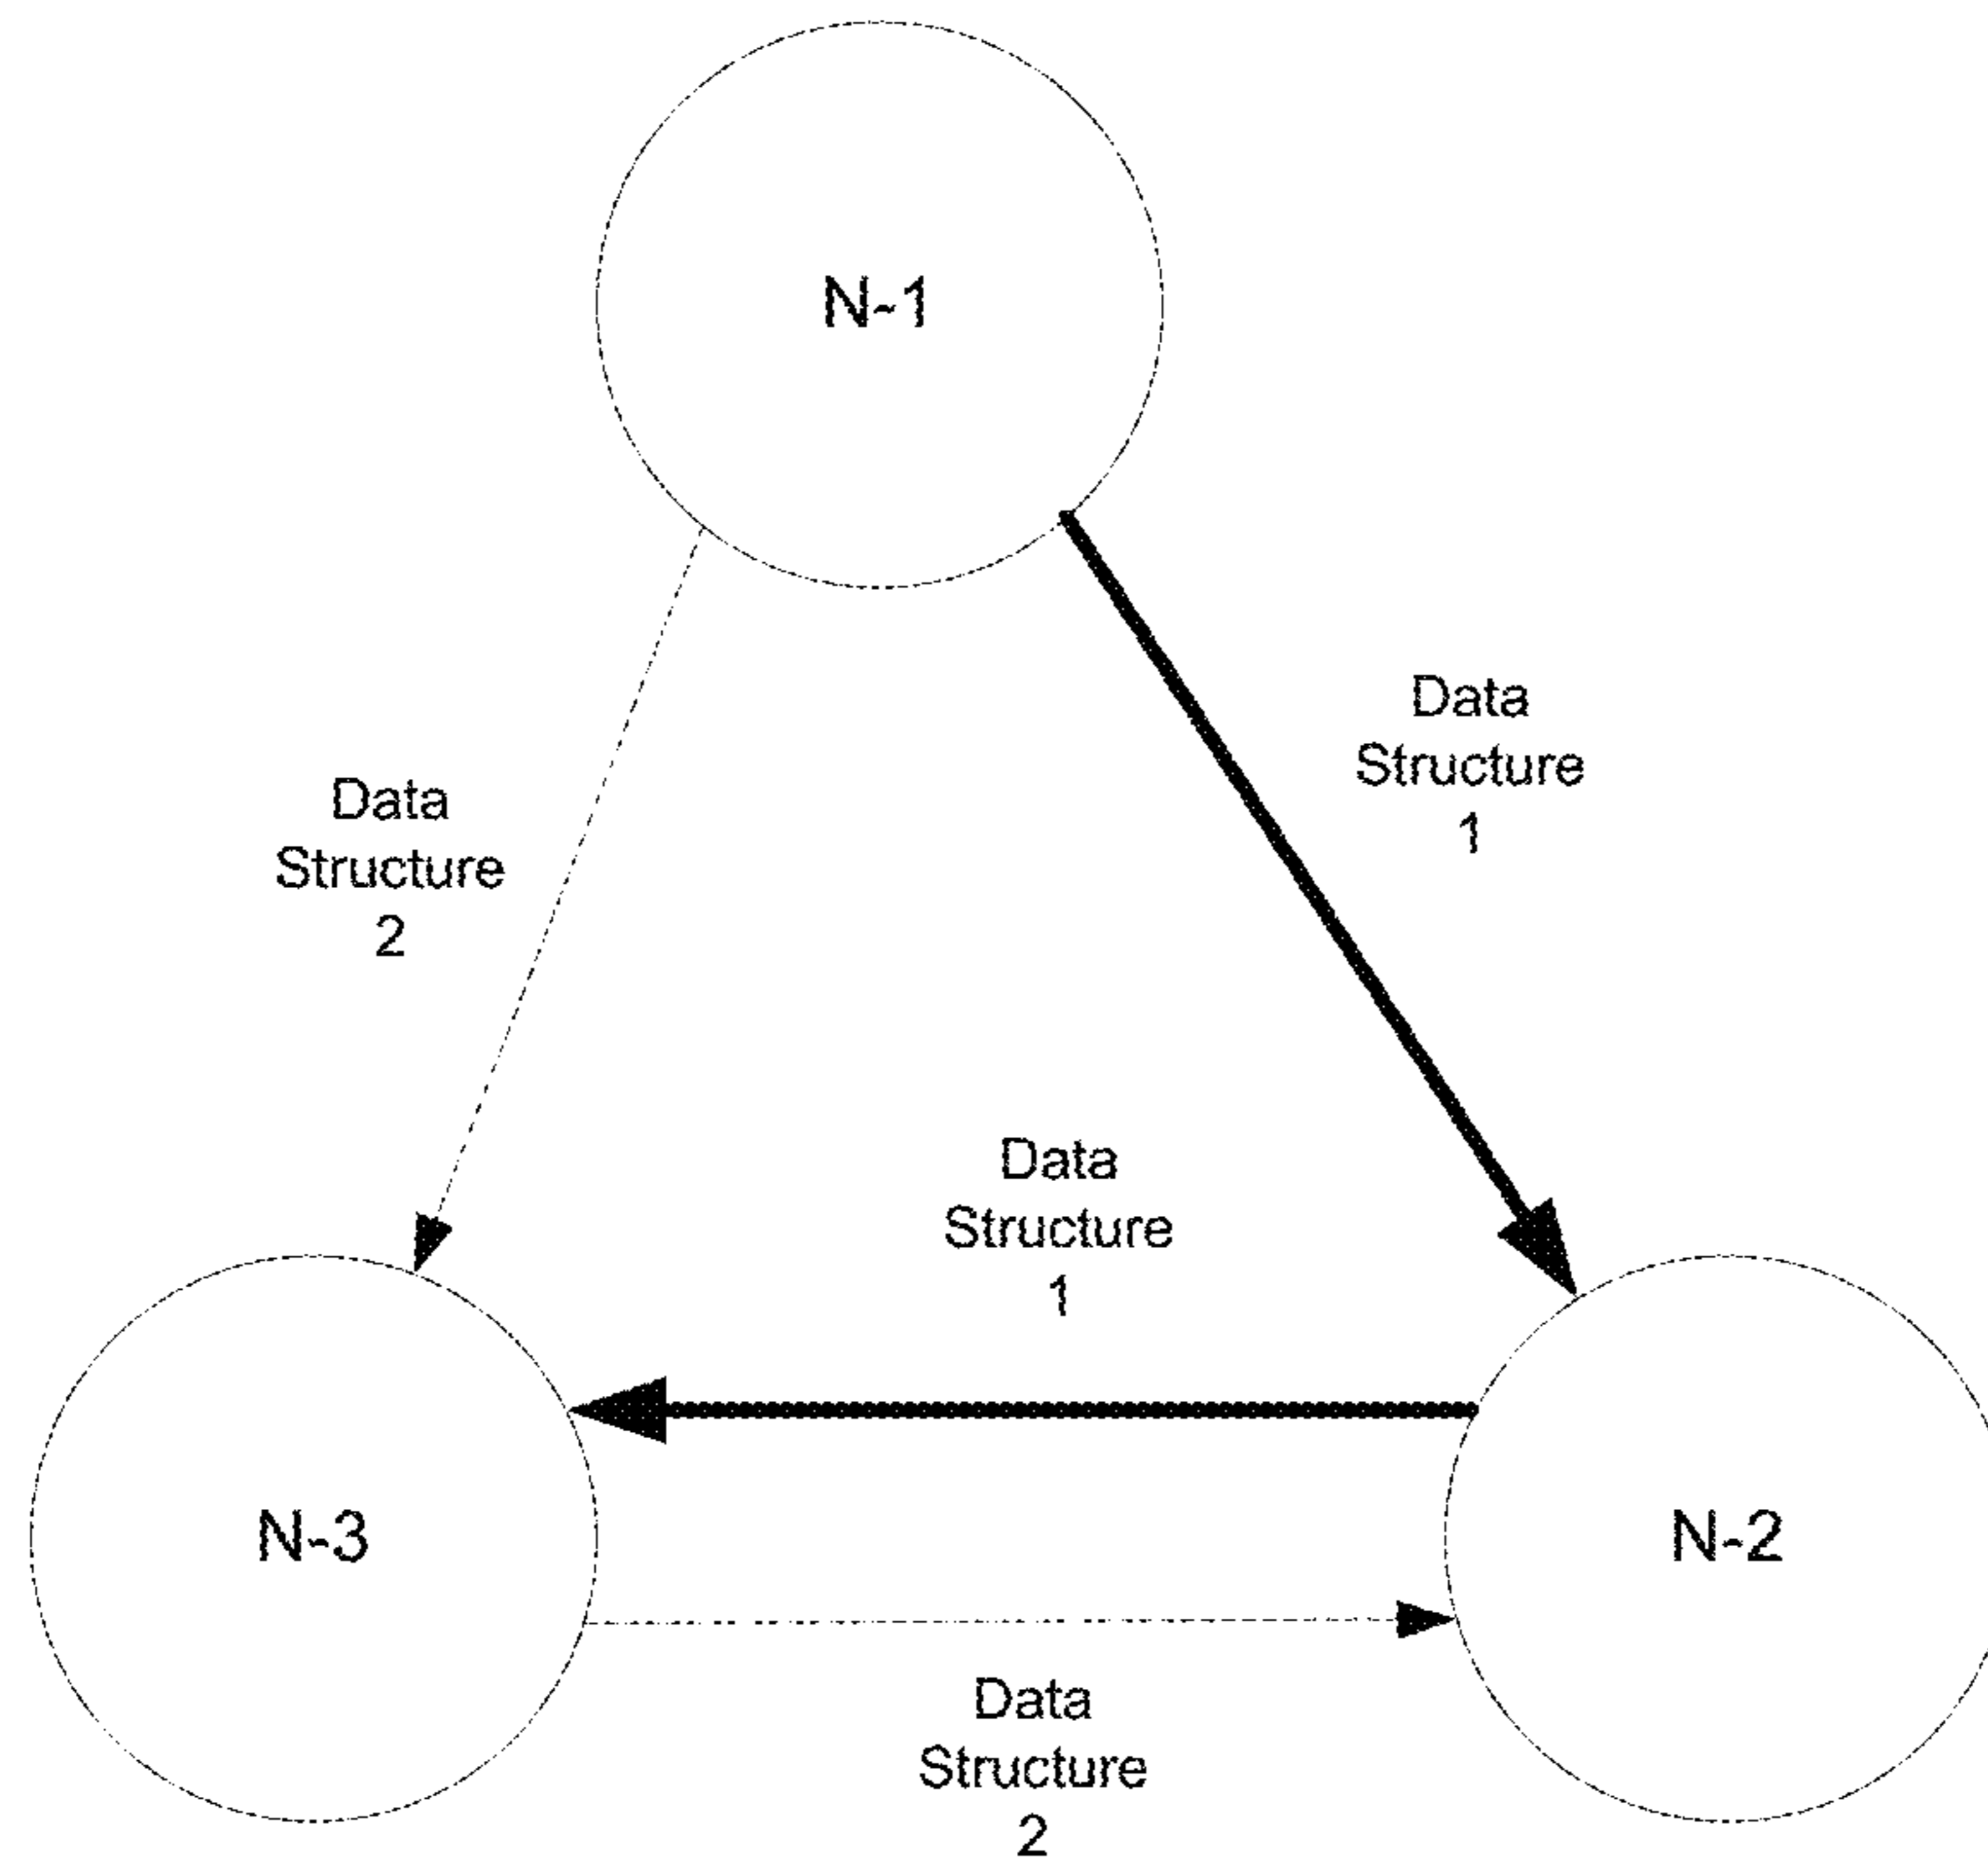 N-1
Data
Structure
1
Data
Structure
2
Data
Structure
1
N-3
N-2
Data
Structure
2